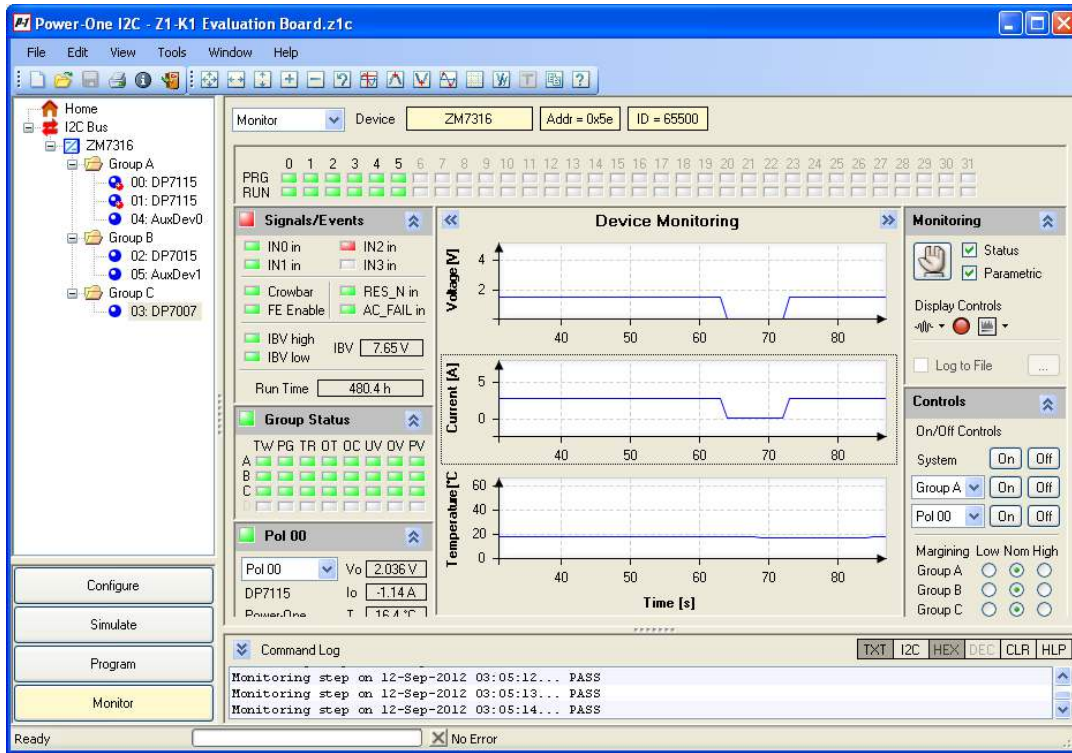 Power-One I2C - Z1-K1 Evaluation Board.z1c
File Edit View Tools Window Help
Home
I2C Bus
ZM7316
Group A
00: DP7115
01: DP7115
04: AuxDev0
Group B
02: DP7015
05: AuxDev1
Group C
03: DP7007
Configure
Simulate
Program
Monitor
Monitor Device ZM7316 Addr = 0x5e ID = 65500
0 1 2 3 4 5 6 7 8 9 10 11 12 13 14 15 16 17 18 19 20 21 22 23 24 25 26 27 28 29 30 31
PRG
RUN
Signals/Events
IN0 in IN2 in
IN1 in IN3 in
Crowbar RES_N in
FE Enable AC_FAIL in
IBV high
IBV low
IBV 7.65 V
Run Time 480.4 h
Group Status
TW PG TR OT OC UV OV PV
A
B
C
D
Pol 00
Pol 00 Vo 2.036 V
DP7115 Io -1.14 A
Power-One T 16.4 °C
Device Monitoring
Voltage [V]
4
2
40 50 60 70 80
Current [A]
5
0
40 50 60 70 80
Temperature [°C
60
40
20
0
40 50 60 70 80
Time [s]
Monitoring
Status
Parametric
Display Controls
Log to File ...
Controls
On/Off Controls
System On Off
Group A On Off
Pol 00 On Off
Margining Low Nom High
Group A
Group B
Group C
Command Log TXT I2C HEX DEC CLR HLP
Monitoring step on 12-Sep-2012 03:05:12... PASS
Monitoring step on 12-Sep-2012 03:05:13... PASS
Monitoring step on 12-Sep-2012 03:05:14... PASS
Ready No Error